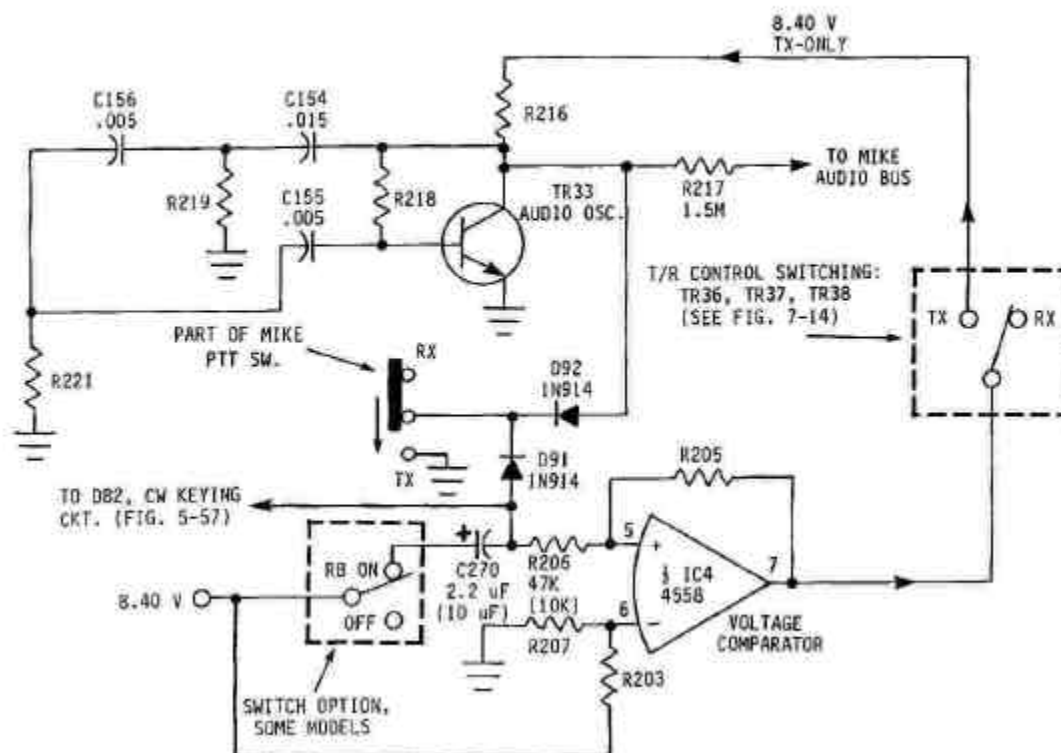 8.40 V
TX-ONLY
C156
.005
C154
.015
R216
R219
C155
.005
R218
TR33
AUDIO OSC.
R217
1.5M
TO MIKE
AUDIO BUS
T/R CONTROL SWITCHING:
TR36, TR37, TR38
(SEE FIG. 7-14)
TX
RX
PART OF MIKE
PTT SW.
RX
R221
D92
1N914
TX
D91
1N914
R205
TO D82, CW KEYING
CKT. (FIG. 5-57)
+
5
+
7
RB ON
C270
2.2 uF
(10 uF)
R206
47K
(10K)
½ IC4
4558
8.40 V
OFF
6
−
R207
VOLTAGE
COMPARATOR
R203
SWITCH OPTION,
SOME MODELS